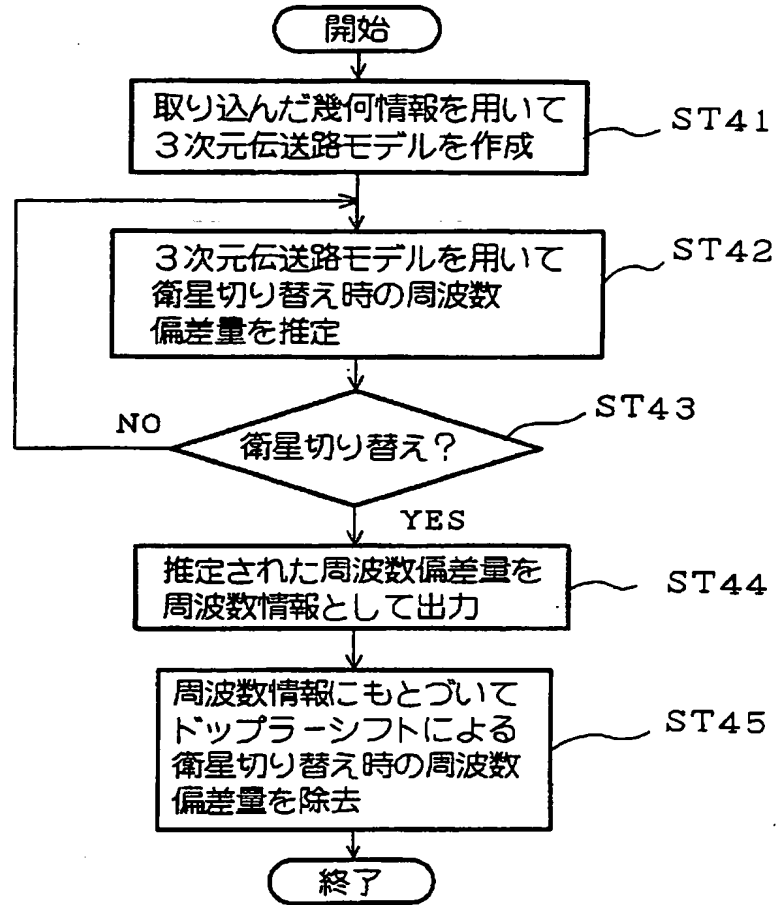 開始
取り込んだ幾何情報を用いて
３次元伝送路モデルを作成
ST41
３次元伝送路モデルを用いて
衛星切り替え時の周波数
偏差量を推定
ST42
衛星切り替え？
ST43
NO
YES
推定された周波数偏差量を
周波数情報として出力
ST44
周波数情報にもとづいて
ドップラーシフトによる
衛星切り替え時の周波数
偏差量を除去
ST45
終了